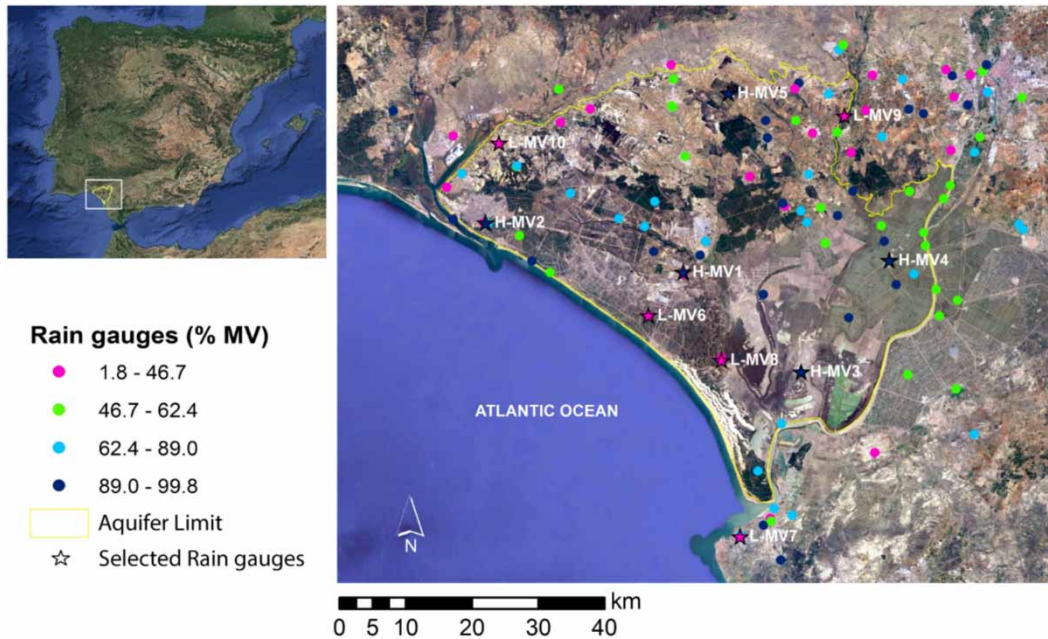 Rain gauges (% MV)
1.8 - 46.7
46.7 - 62.4
62.4 - 89.0
89.0 - 99.8
Aquifer Limit
Selected Rain gauges
H-MV5
L-MV9
L-MV10
H-MV2
H-MV4
H-MV1
L-MV6
L-MV8
H-MV3
ATLANTIC OCEAN
L-MV7
N
km
0 5 10 20 30 40